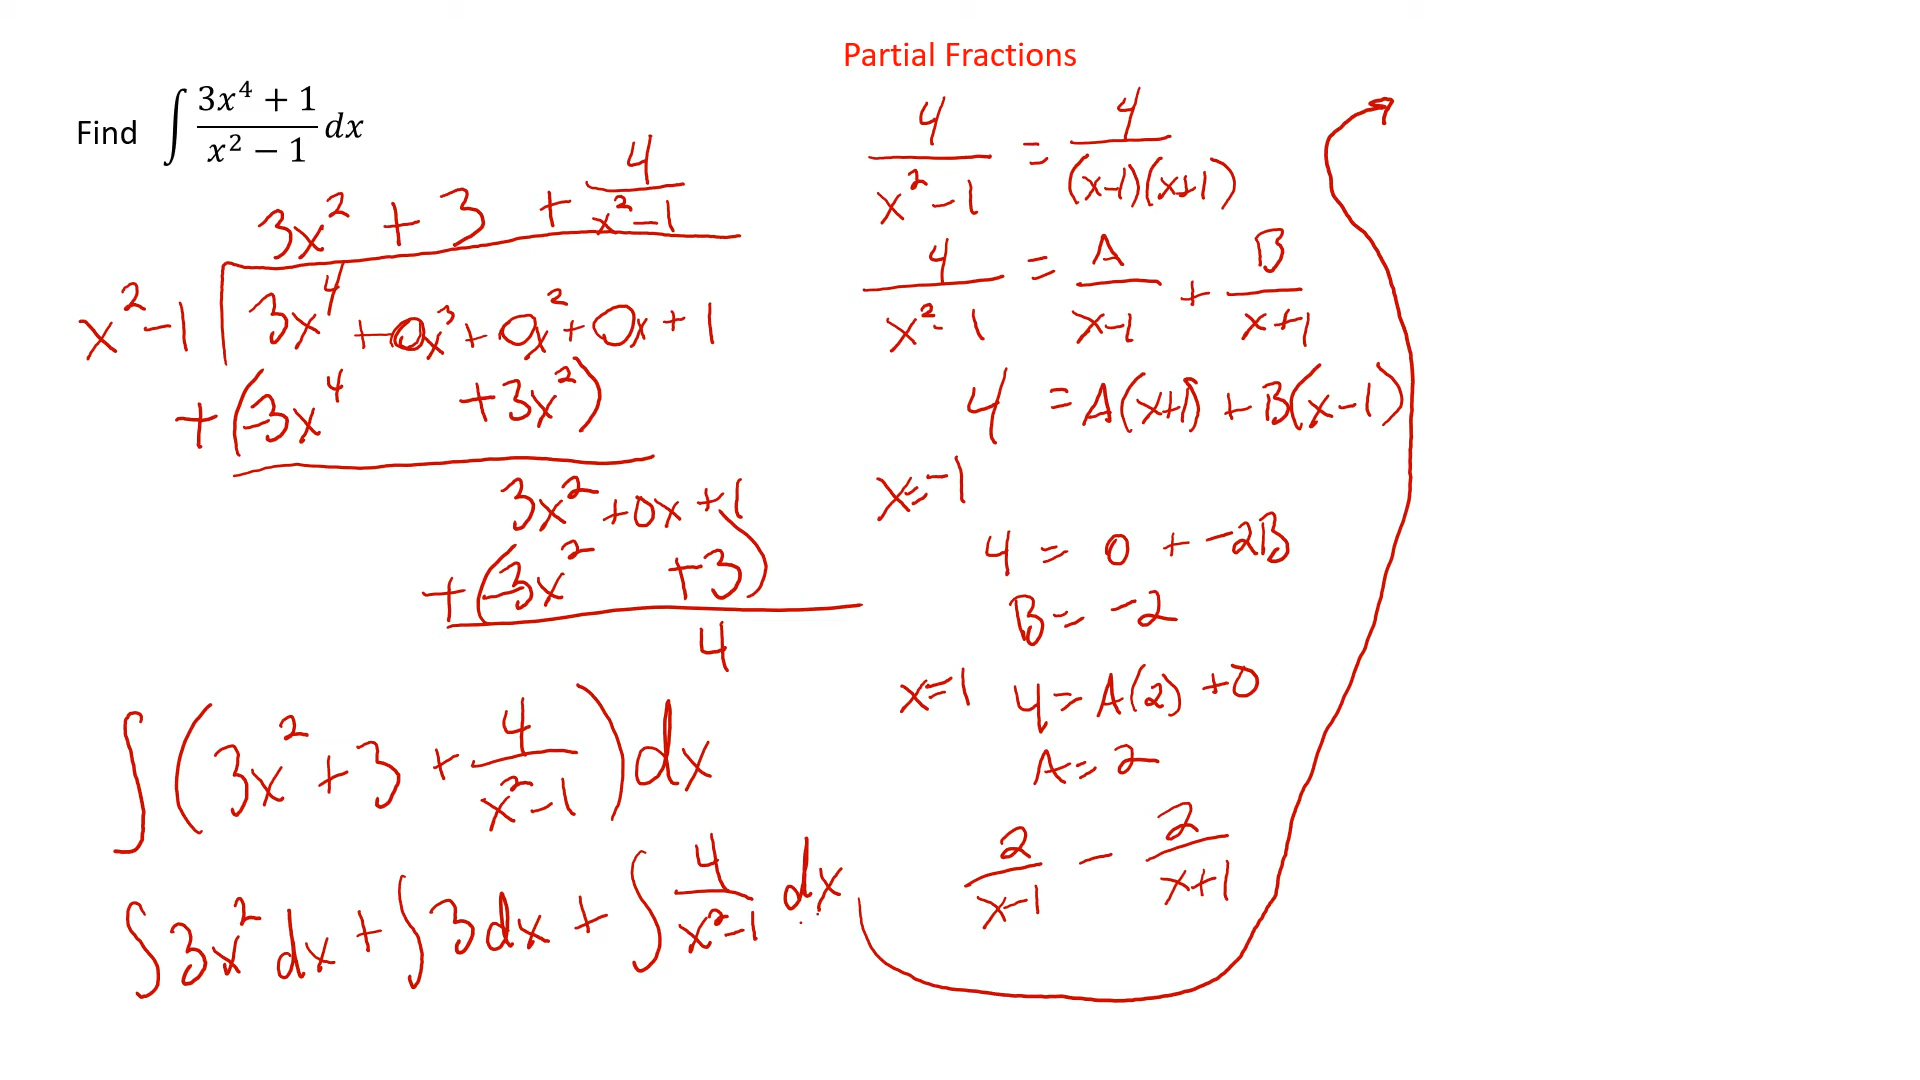 Partial Fractions
Find ∫ (3x⁴ + 1)/(x² − 1) dx
3x² + 3 + 4/(x²−1)
x²−1 | 3x⁴ + 0x³ + 0x² + 0x + 1
+ (−3x⁴ +3x²)
3x² + 0x + 1
+ (−3x² +3)
4
∫ (3x² + 3 + 4/(x²−1)) dx
∫ 3x² dx + ∫ 3 dx + ∫ 4/(x²−1) dx
4/(x²−1) = 4/((x−1)(x+1))
4/(x²−1) = A/(x−1) + B/(x+1)
4 = A(x+1) + B(x−1)
x=−1
4 = 0 + −2B
B = −2
x=1 4 = A(2) + 0
A = 2
2/(x−1) − 2/(x+1)